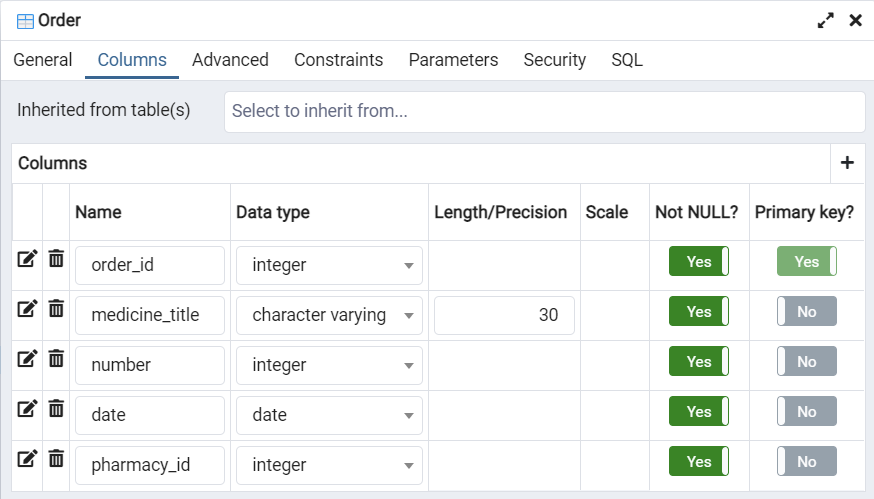 Order
General Columns Advanced Constraints Parameters Security SQL
Inherited from table(s) Select to inherit from...
Columns
Name Data type Length/Precision Scale Not NULL? Primary key?
order_id integer Yes Yes
medicine_title character varying 30 Yes No
number integer Yes No
date date Yes No
pharmacy_id integer Yes No